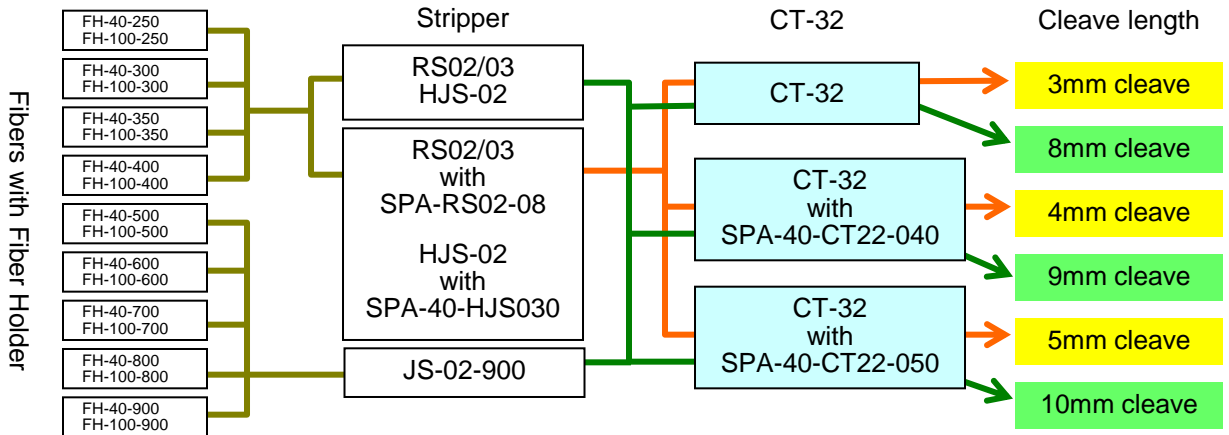 Stripper
CT-32
Cleave length
Fibers with Fiber Holder
FH-40-250
FH-100-250
FH-40-300
FH-100-300
FH-40-350
FH-100-350
FH-40-400
FH-100-400
FH-40-500
FH-100-500
FH-40-600
FH-100-600
FH-40-700
FH-100-700
FH-40-800
FH-100-800
FH-40-900
FH-100-900
RS02/03
HJS-02
RS02/03
with
SPA-RS02-08
HJS-02
with
SPA-40-HJS030
JS-02-900
CT-32
CT-32
with
SPA-40-CT22-040
CT-32
with
SPA-40-CT22-050
3mm cleave
8mm cleave
4mm cleave
9mm cleave
5mm cleave
10mm cleave